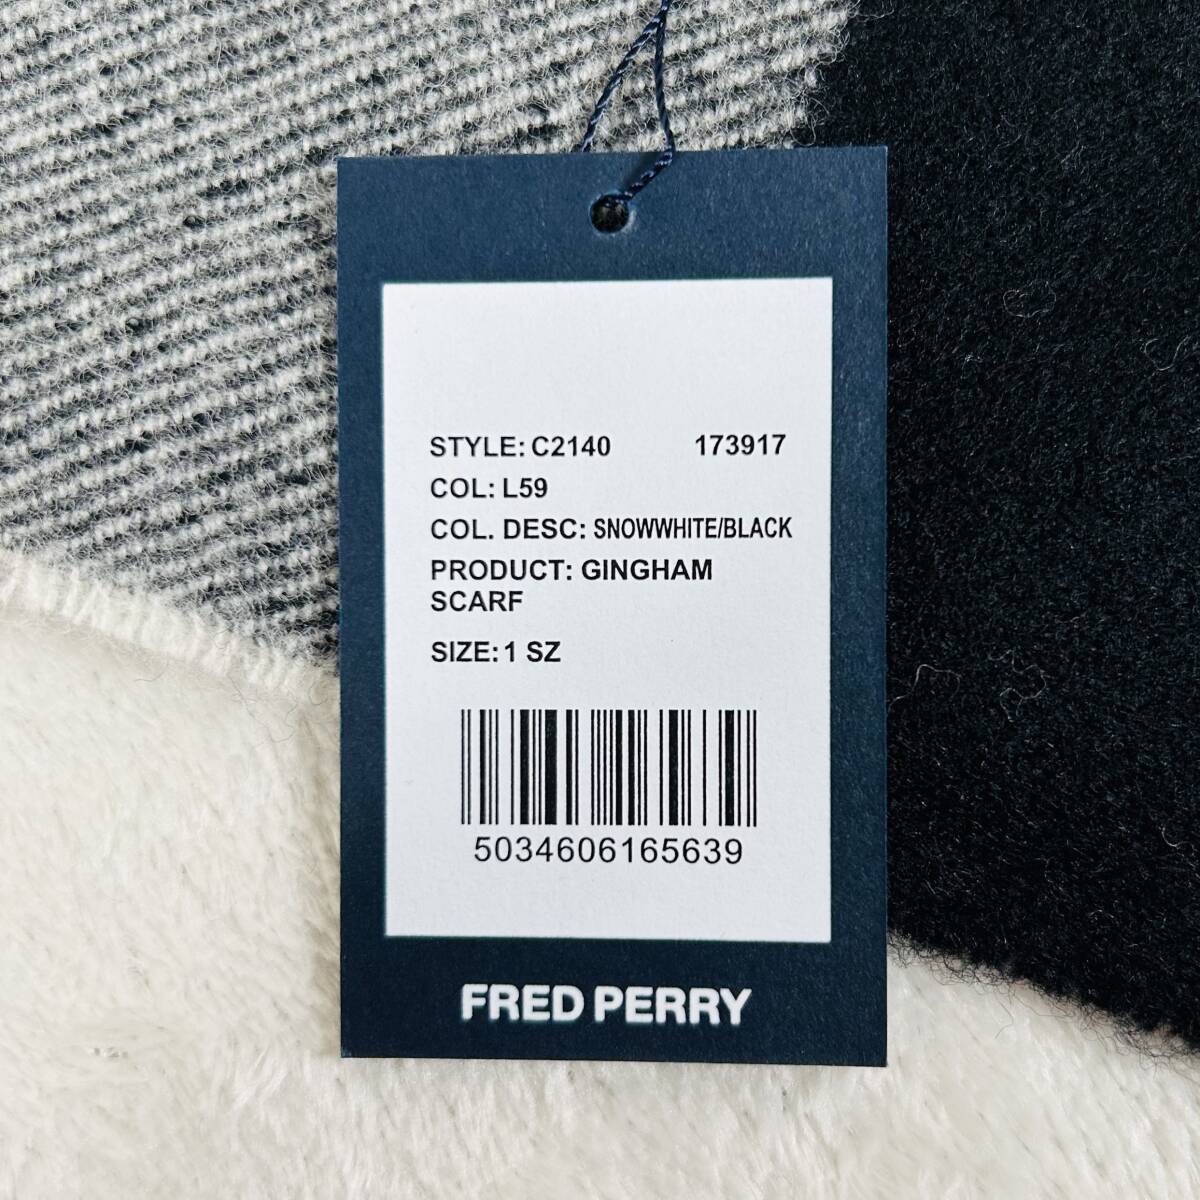 STYLE: C2140 173917
COL: L59
COL. DESC: SNOWWHITE/BLACK
PRODUCT: GINGHAM
SCARF
SIZE: 1 SZ
5034606165639
FRED PERRY